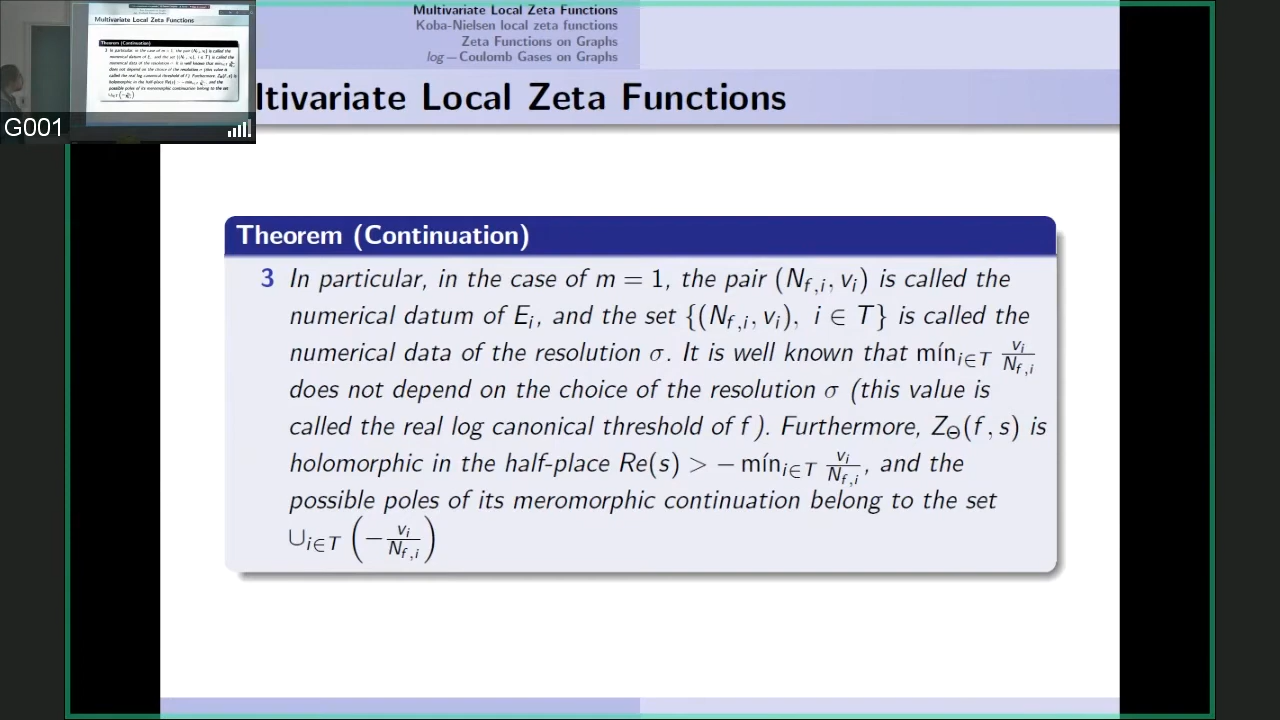 Multivariate Local Zeta Functions
Koba-Nielsen local zeta functions
Zeta Functions on Graphs
log−Coulomb Gases on Graphs
ltivariate Local Zeta Functions
Multivariate Local Zeta Functions
G001
Theorem (Continuation)
3 In particular, in the case of m = 1, the pair (N_{f,i}, v_i) is called the
numerical datum of E_i, and the set {(N_{f,i}, v_i), i ∈ T} is called the
numerical data of the resolution σ. It is well known that mín_{i∈T} v_i/N_{f,i}
does not depend on the choice of the resolution σ (this value is
called the real log canonical threshold of f). Furthermore, Z_Θ(f, s) is
holomorphic in the half-place Re(s) > − mín_{i∈T} v_i/N_{f,i}, and the
possible poles of its meromorphic continuation belong to the set
∪_{i∈T} (−v_i/N_{f,i})